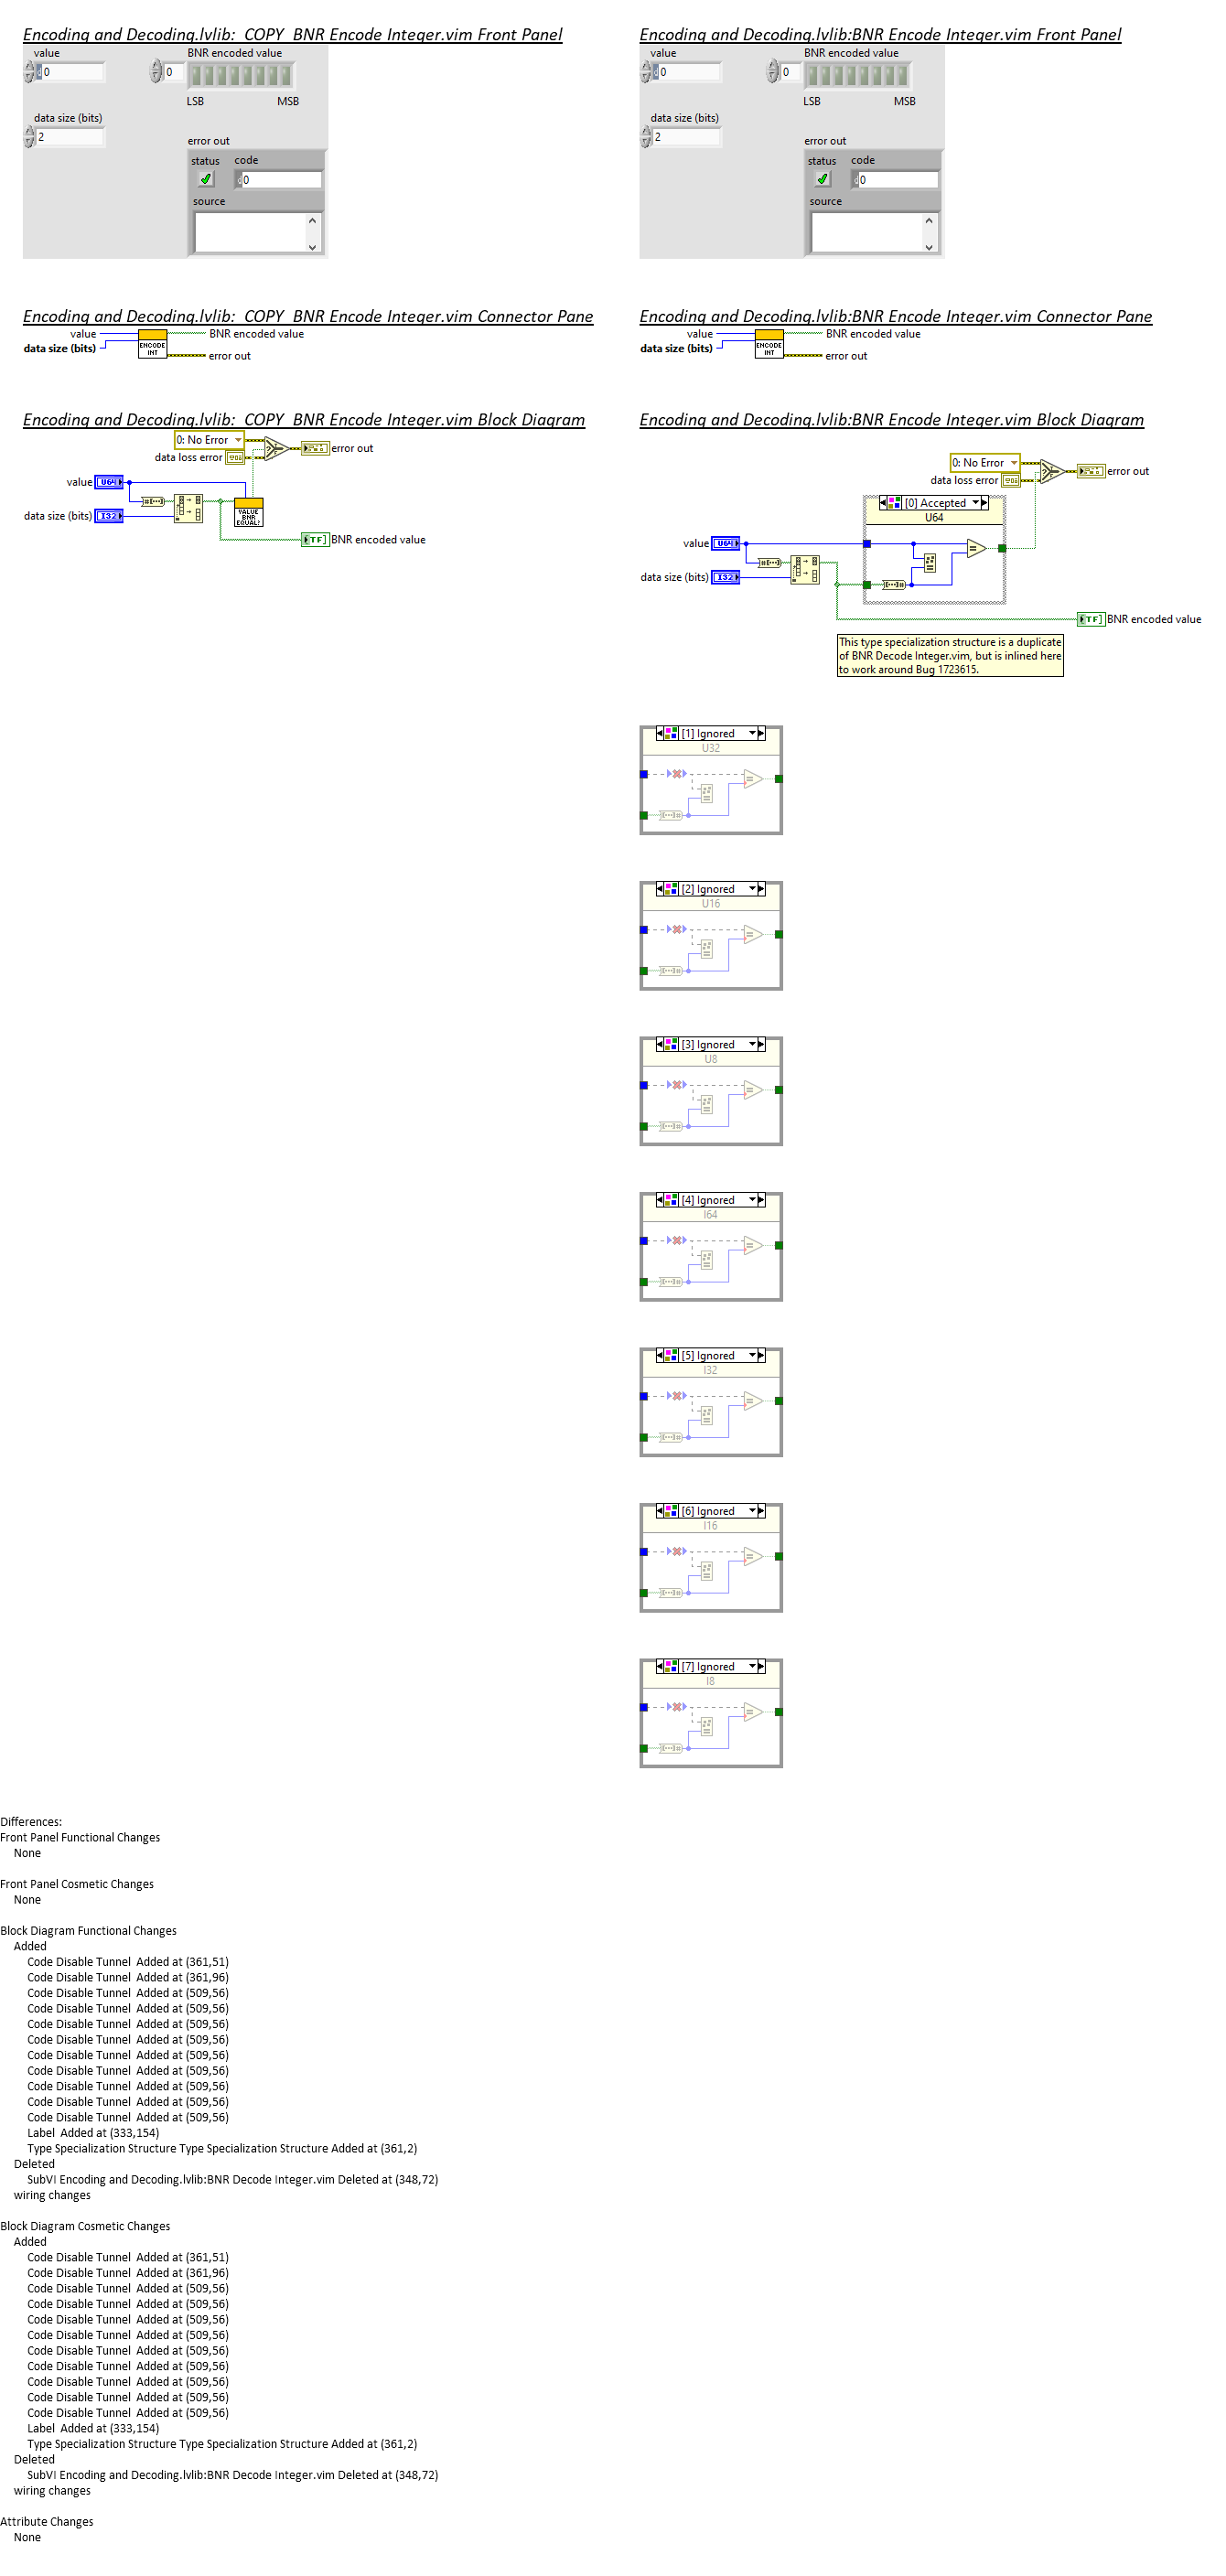 Encoding and Decoding.lvlib:  COPY  BNR Encode Integer.vim Front Panel
value
0
0
BNR encoded value
LSB MSB
data size (bits)
2
error out
status code
0
source
Encoding and Decoding.lvlib:BNR Encode Integer.vim Front Panel
value
0
0
BNR encoded value
LSB MSB
data size (bits)
2
error out
status code
0
source
Encoding and Decoding.lvlib:  COPY  BNR Encode Integer.vim Connector Pane
value
data size (bits)
ENCODE
INT
BNR encoded value
error out
Encoding and Decoding.lvlib:BNR Encode Integer.vim Connector Pane
value
data size (bits)
ENCODE
INT
BNR encoded value
error out
Encoding and Decoding.lvlib:  COPY  BNR Encode Integer.vim Block Diagram
0: No Error
data loss error
error out
value
U64
data size (bits)
I32
VALUE
BNR
EQUAL?
TF
BNR encoded value
Encoding and Decoding.lvlib:BNR Encode Integer.vim Block Diagram
0: No Error
data loss error
error out
[0] Accepted
U64
value
U64
data size (bits)
I32
TF
BNR encoded value
This type specialization structure is a duplicate
of BNR Decode Integer.vim, but is inlined here
to work around Bug 1723615.
[1] Ignored
U32
[2] Ignored
U16
[3] Ignored
U8
[4] Ignored
I64
[5] Ignored
I32
[6] Ignored
I16
[7] Ignored
I8
Differences:
Front Panel Functional Changes
None
Front Panel Cosmetic Changes
None
Block Diagram Functional Changes
Added
Code Disable Tunnel  Added at (361,51)
Code Disable Tunnel  Added at (361,96)
Code Disable Tunnel  Added at (509,56)
Code Disable Tunnel  Added at (509,56)
Code Disable Tunnel  Added at (509,56)
Code Disable Tunnel  Added at (509,56)
Code Disable Tunnel  Added at (509,56)
Code Disable Tunnel  Added at (509,56)
Code Disable Tunnel  Added at (509,56)
Code Disable Tunnel  Added at (509,56)
Code Disable Tunnel  Added at (509,56)
Label  Added at (333,154)
Type Specialization Structure Type Specialization Structure Added at (361,2)
Deleted
SubVI Encoding and Decoding.lvlib:BNR Decode Integer.vim Deleted at (348,72)
wiring changes
Block Diagram Cosmetic Changes
Added
Code Disable Tunnel  Added at (361,51)
Code Disable Tunnel  Added at (361,96)
Code Disable Tunnel  Added at (509,56)
Code Disable Tunnel  Added at (509,56)
Code Disable Tunnel  Added at (509,56)
Code Disable Tunnel  Added at (509,56)
Code Disable Tunnel  Added at (509,56)
Code Disable Tunnel  Added at (509,56)
Code Disable Tunnel  Added at (509,56)
Code Disable Tunnel  Added at (509,56)
Code Disable Tunnel  Added at (509,56)
Label  Added at (333,154)
Type Specialization Structure Type Specialization Structure Added at (361,2)
Deleted
SubVI Encoding and Decoding.lvlib:BNR Decode Integer.vim Deleted at (348,72)
wiring changes
Attribute Changes
None